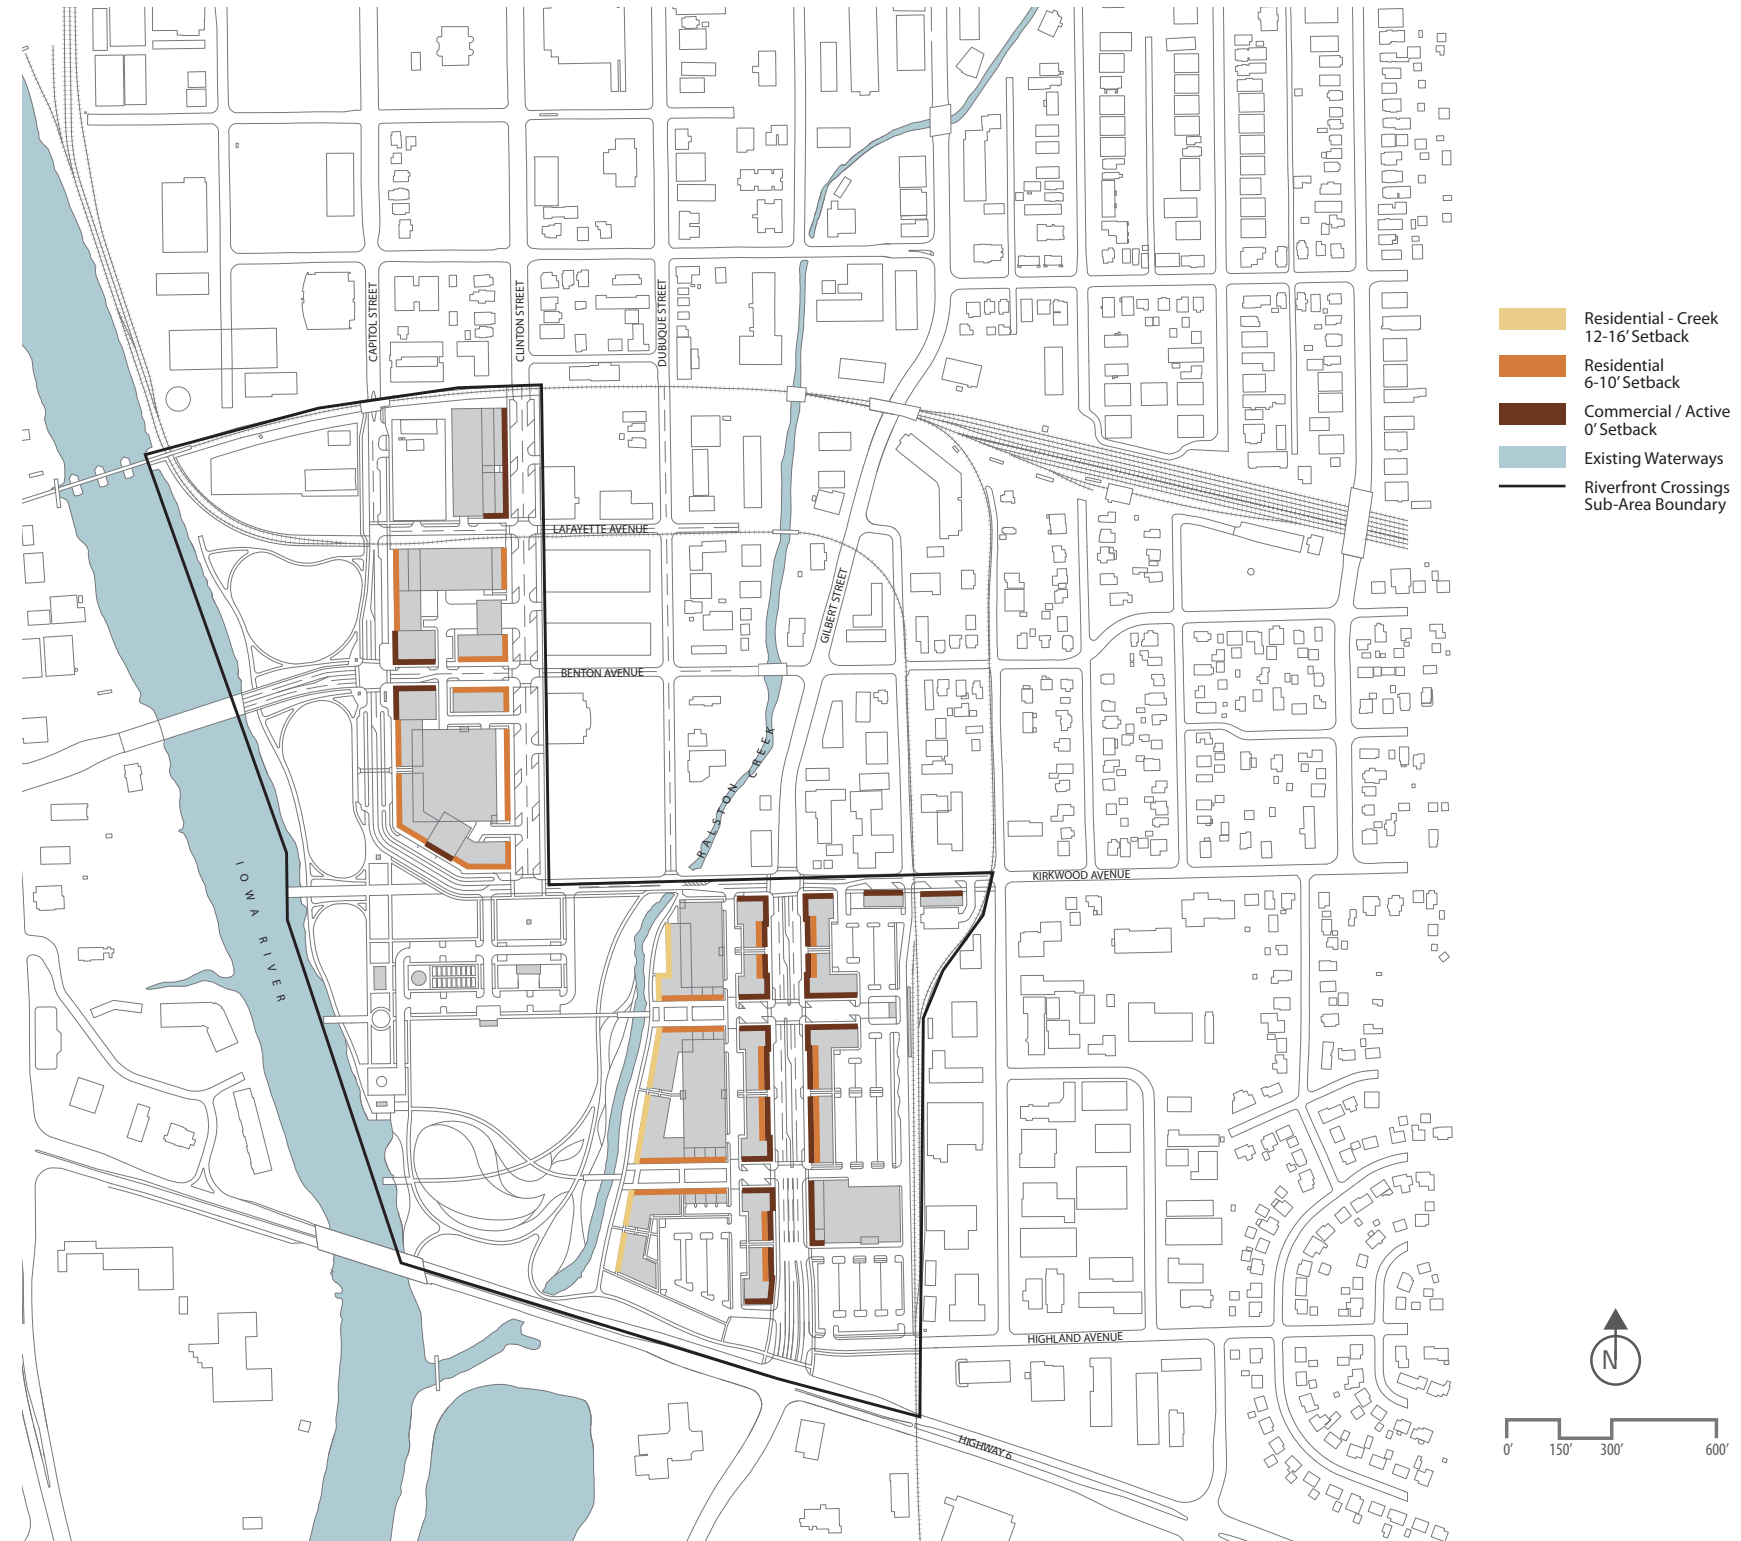 CAPITOL STREET
CLINTON STREET
DUBUQUE STREET
LAFAYETTE AVENUE
GILBERT STREET
BENTON AVENUE
RALSTON CREEK
IOWA RIVER
KIRKWOOD AVENUE
HIGHLAND AVENUE
HIGHWAY 6
Residential - Creek
12-16' Setback
Residential
6-10' Setback
Commercial / Active
0' Setback
Existing Waterways
Riverfront Crossings
Sub-Area Boundary
N
0' 150' 300' 600'